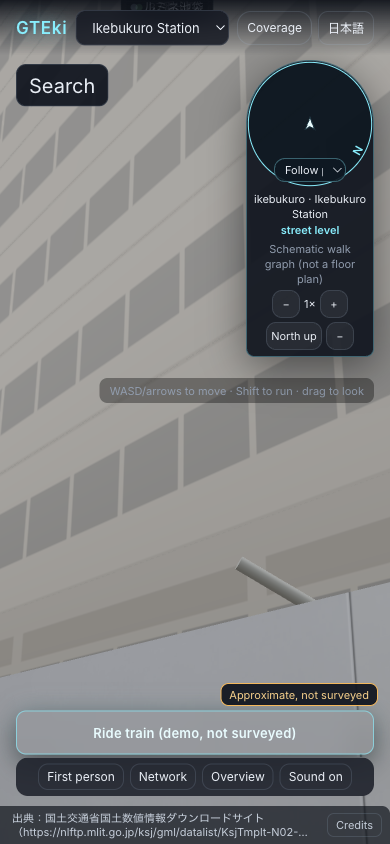 GTEki
Ikebukuro Station
Coverage
日本語
Search
N
Follow
ikebukuro · Ikebukuro
Station
street level
Schematic walk
graph (not a floor
plan)
− 1× +
North up −
WASD/arrows to move · Shift to run · drag to look
Approximate, not surveyed
Ride train (demo, not surveyed)
First person
Network
Overview
Sound on
出典：国土交通省国土数値情報ダウンロードサイト
（https://nlftp.mlit.go.jp/ksj/gml/datalist/KsjTmplt-N02-...
Credits